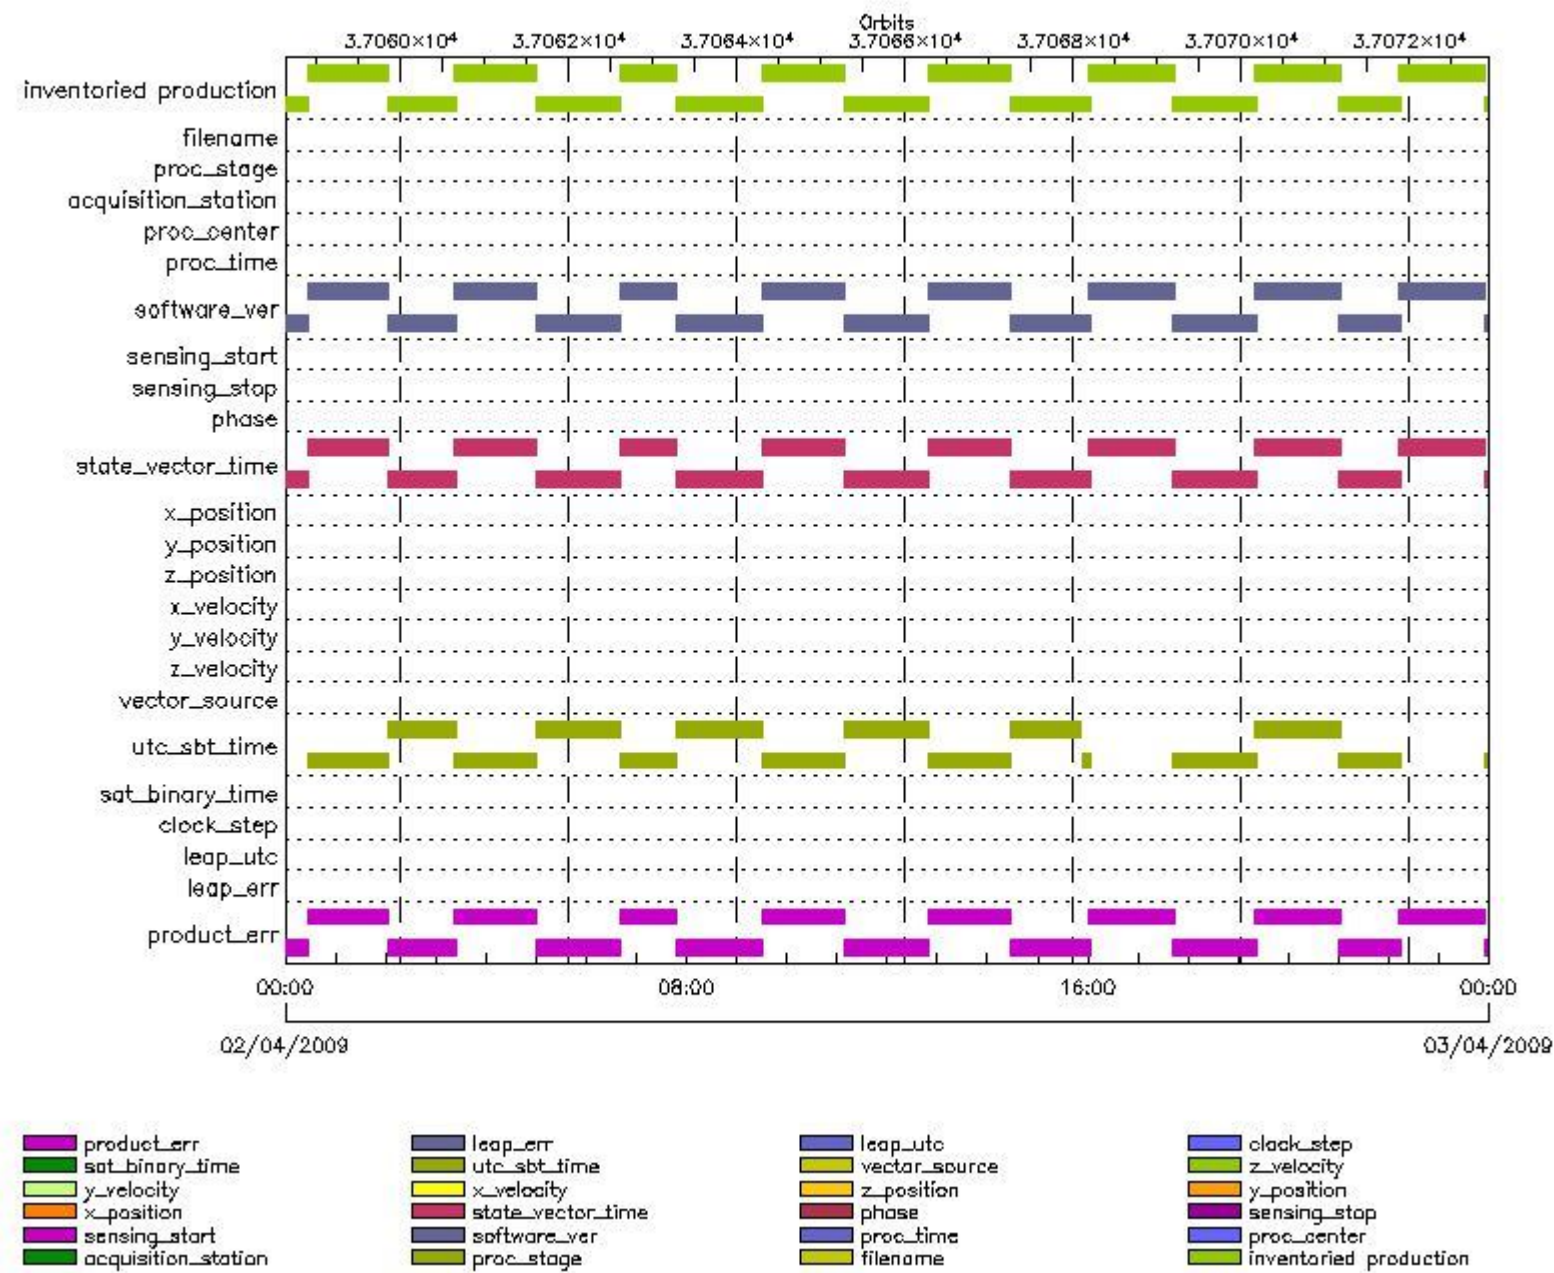 Orbits
3.7060×10⁴ 3.7062×10⁴ 3.7064×10⁴ 3.7066×10⁴ 3.7068×10⁴ 3.7070×10⁴ 3.7072×10⁴
inventoried production
filename
proc_stage
acquisition_station
proc_center
proc_time
software_ver
sensing_start
sensing_stop
phase
state_vector_time
x_position
y_position
z_position
x_velocity
y_velocity
z_velocity
vector_source
utc_sbt_time
sat_binary_time
clock_step
leap_utc
leap_err
product_err
00:00 08:00 16:00 00:00
02/04/2009 03/04/2009
product_err leap_err leap_utc clock_step
sat_binary_time utc_sbt_time vector_source z_velocity
y_velocity x_velocity z_position y_position
x_position state_vector_time phase sensing_stop
sensing_start software_ver proc_time proc_center
acquisition_station proc_stage filename inventoried production